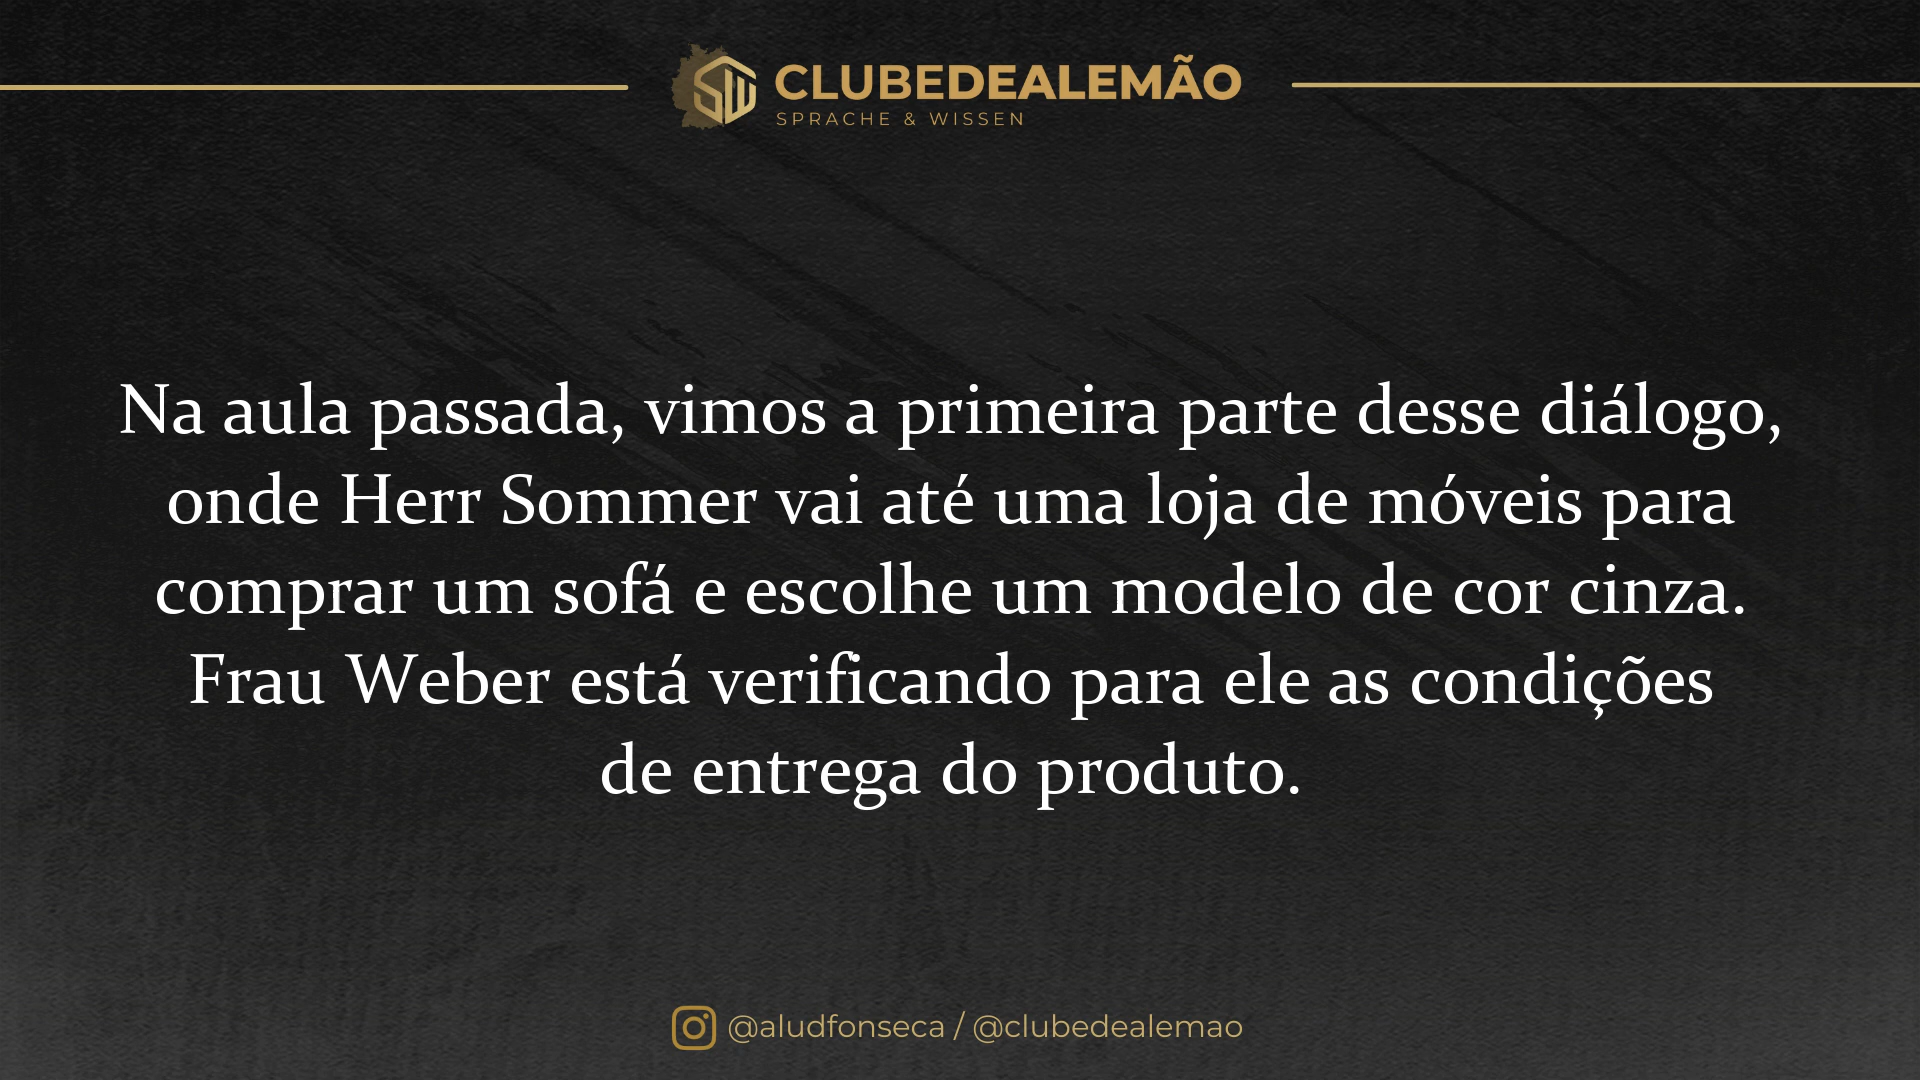 CLUBEDEALEMÃO
SPRACHE & WISSEN
Na aula passada, vimos a primeira parte desse diálogo,
onde Herr Sommer vai até uma loja de móveis para
comprar um sofá e escolhe um modelo de cor cinza.
Frau Weber está verificando para ele as condições
de entrega do produto.
@aludfonseca / @clubedealemao